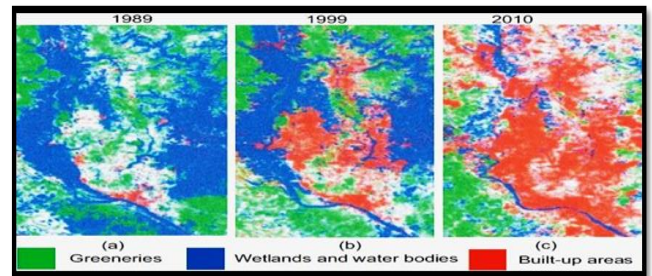 1989 1999 2010
(a) (b) (c)
Greeneries Wetlands and water bodies Built-up areas